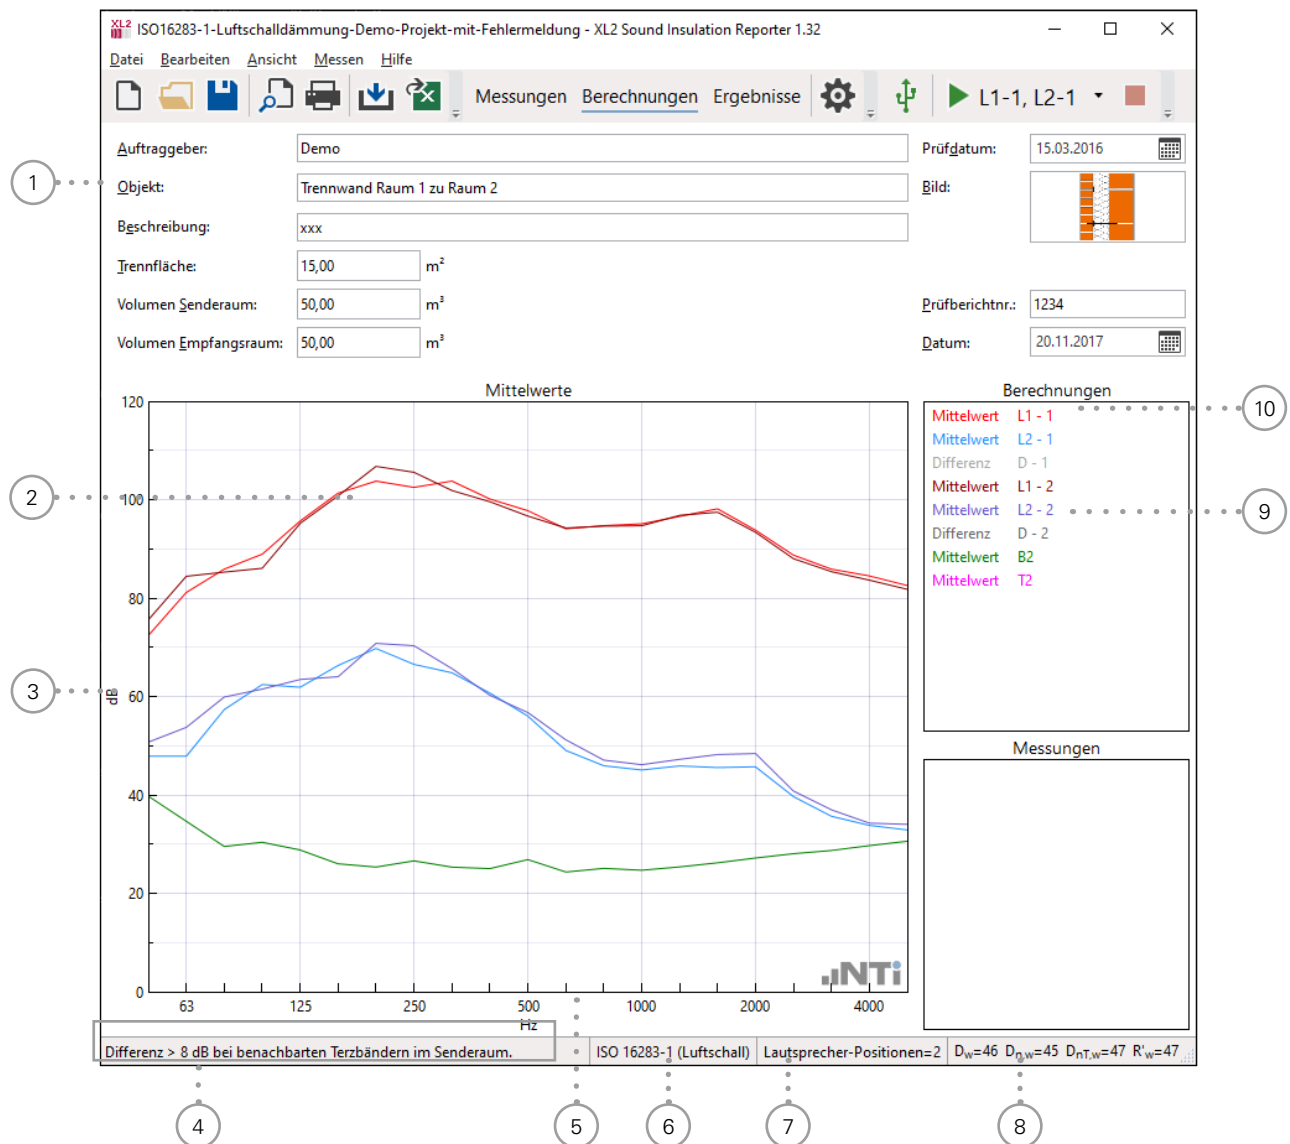 XL2 ISO16283-1-Luftschalldämmung-Demo-Projekt-mit-Fehlermeldung - XL2 Sound Insulation Reporter 1.32
Datei Bearbeiten Ansicht Messen Hilfe
Messungen Berechnungen Ergebnisse L1-1, L2-1
Auftraggeber: Demo Prüfdatum: 15.03.2016
1
Objekt: Trennwand Raum 1 zu Raum 2 Bild:
Beschreibung: xxx
Trennfläche: 15,00 m²
Volumen Senderaum: 50,00 m³ Prüfberichtnr.: 1234
Volumen Empfangsraum: 50,00 m³ Datum: 20.11.2017
Mittelwerte
Berechnungen
Mittelwert L1 - 1
10
Mittelwert L2 - 1
Differenz D - 1
Mittelwert L1 - 2
Mittelwert L2 - 2
9
Differenz D - 2
Mittelwert B2
Mittelwert T2
Messungen
120
100
2
80
60
3
dB
40
20
0
NTi
63 125 250 500 1000 2000 4000
Hz
Differenz > 8 dB bei benachbarten Terzbändern im Senderaum. ISO 16283-1 (Luftschall) Lautsprecher-Positionen=2 Dw=46 Dn,w=45 DnT,w=47 R'w=47
4 5 6 7 8